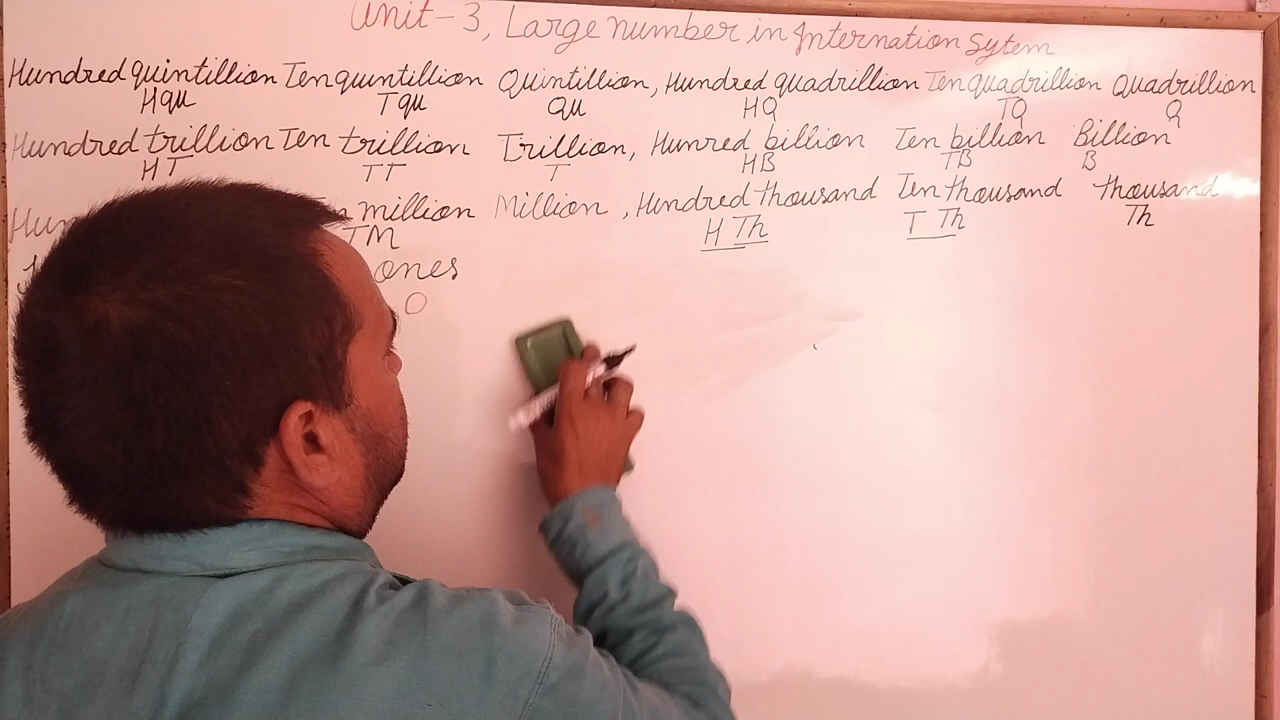 Unit-3, Large number in Internation Sytem
Hundred quintillion Ten quintillion Quintillion, Hundred quadrillion Ten quadrillion Quadrillion
Hqu Tqu Qu HQ TQ Q
Hundred trillion Ten trillion Trillion, Hunred billion Ten billion Billion
HT TT T HB TB B
million Million, Hundred thousand Ten thousand thousand
TM H Th T Th Th
ones
O